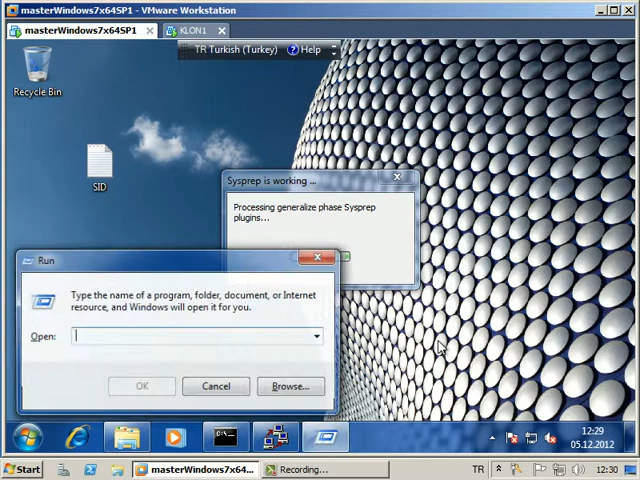 masterWindows7x64SP1 - VMware Workstation
masterWindows7x64SP1
KLON1
TR Turkish (Turkey)
Help
Recycle Bin
SID
Sysprep is working ...
Processing generalize phase Sysprep
plugins...
Run
Type the name of a program, folder, document, or Internet
resource, and Windows will open it for you.
Open:
OK
Cancel
Browse...
C:\_
12:29
05.12.2012
Start
masterWindows7x64...
Recording...
TR
12:30